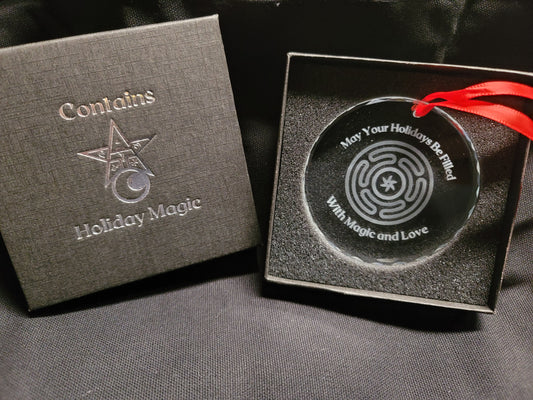 Contains
Holiday Magic
May Your Holidays Be Filled
With Magic and Love